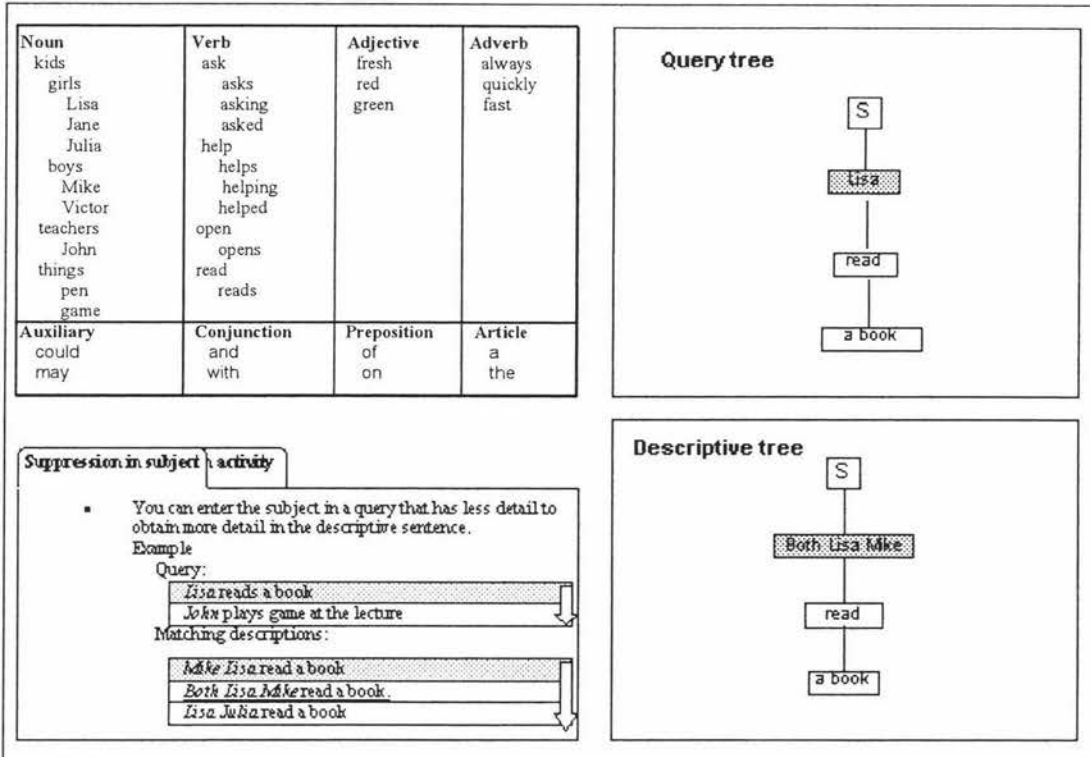 Noun Verb Adjective Adverb
kids ask fresh always
girls asks red quickly
Lisa asking green fast
Jane asked
Julia help
boys helps
Mike helping
Victor helped
teachers open
John opens
things read
pen reads
game
Auxiliary Conjunction Preposition Article
could and of a
may with on the
Query tree
S
Lisa
read
a book
Suppression in subject n activity
▪ You can enter the subject in a query that has less detail to
obtain more detail in the descriptive sentence.
Example
Query:
Lisa reads a book
John plays game at the lecture
Matching descriptions:
Mike Lisa read a book
Both Lisa Mike read a book.
Lisa Julia read a book
Descriptive tree
S
Both Lisa Mike
read
a book